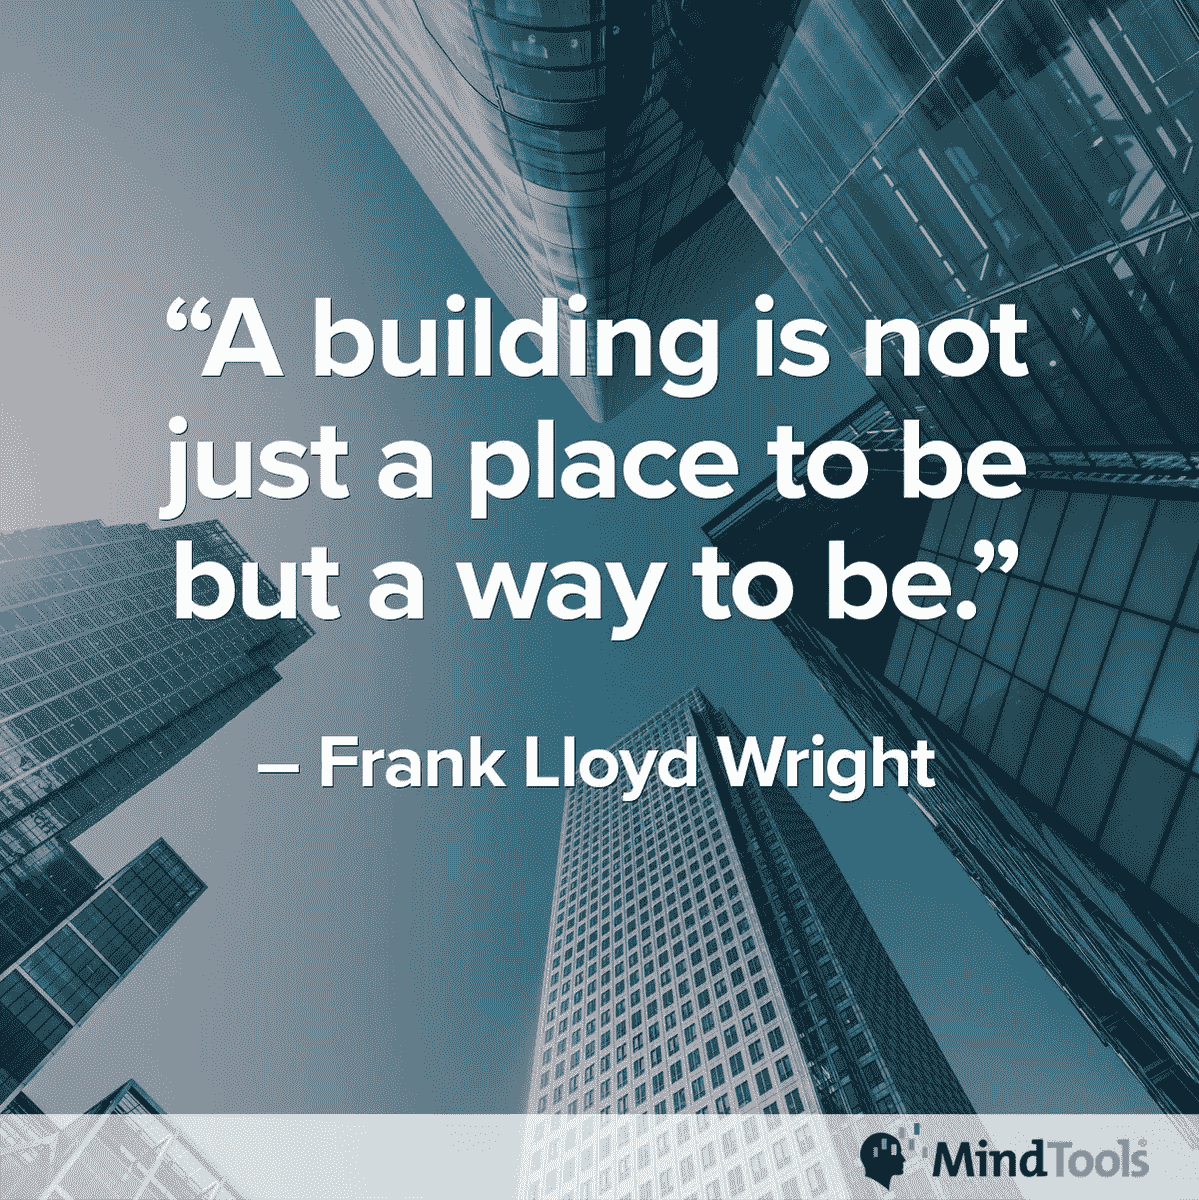 “A building is not
just a place to be
but a way to be.”
– Frank Lloyd Wright
MindTools